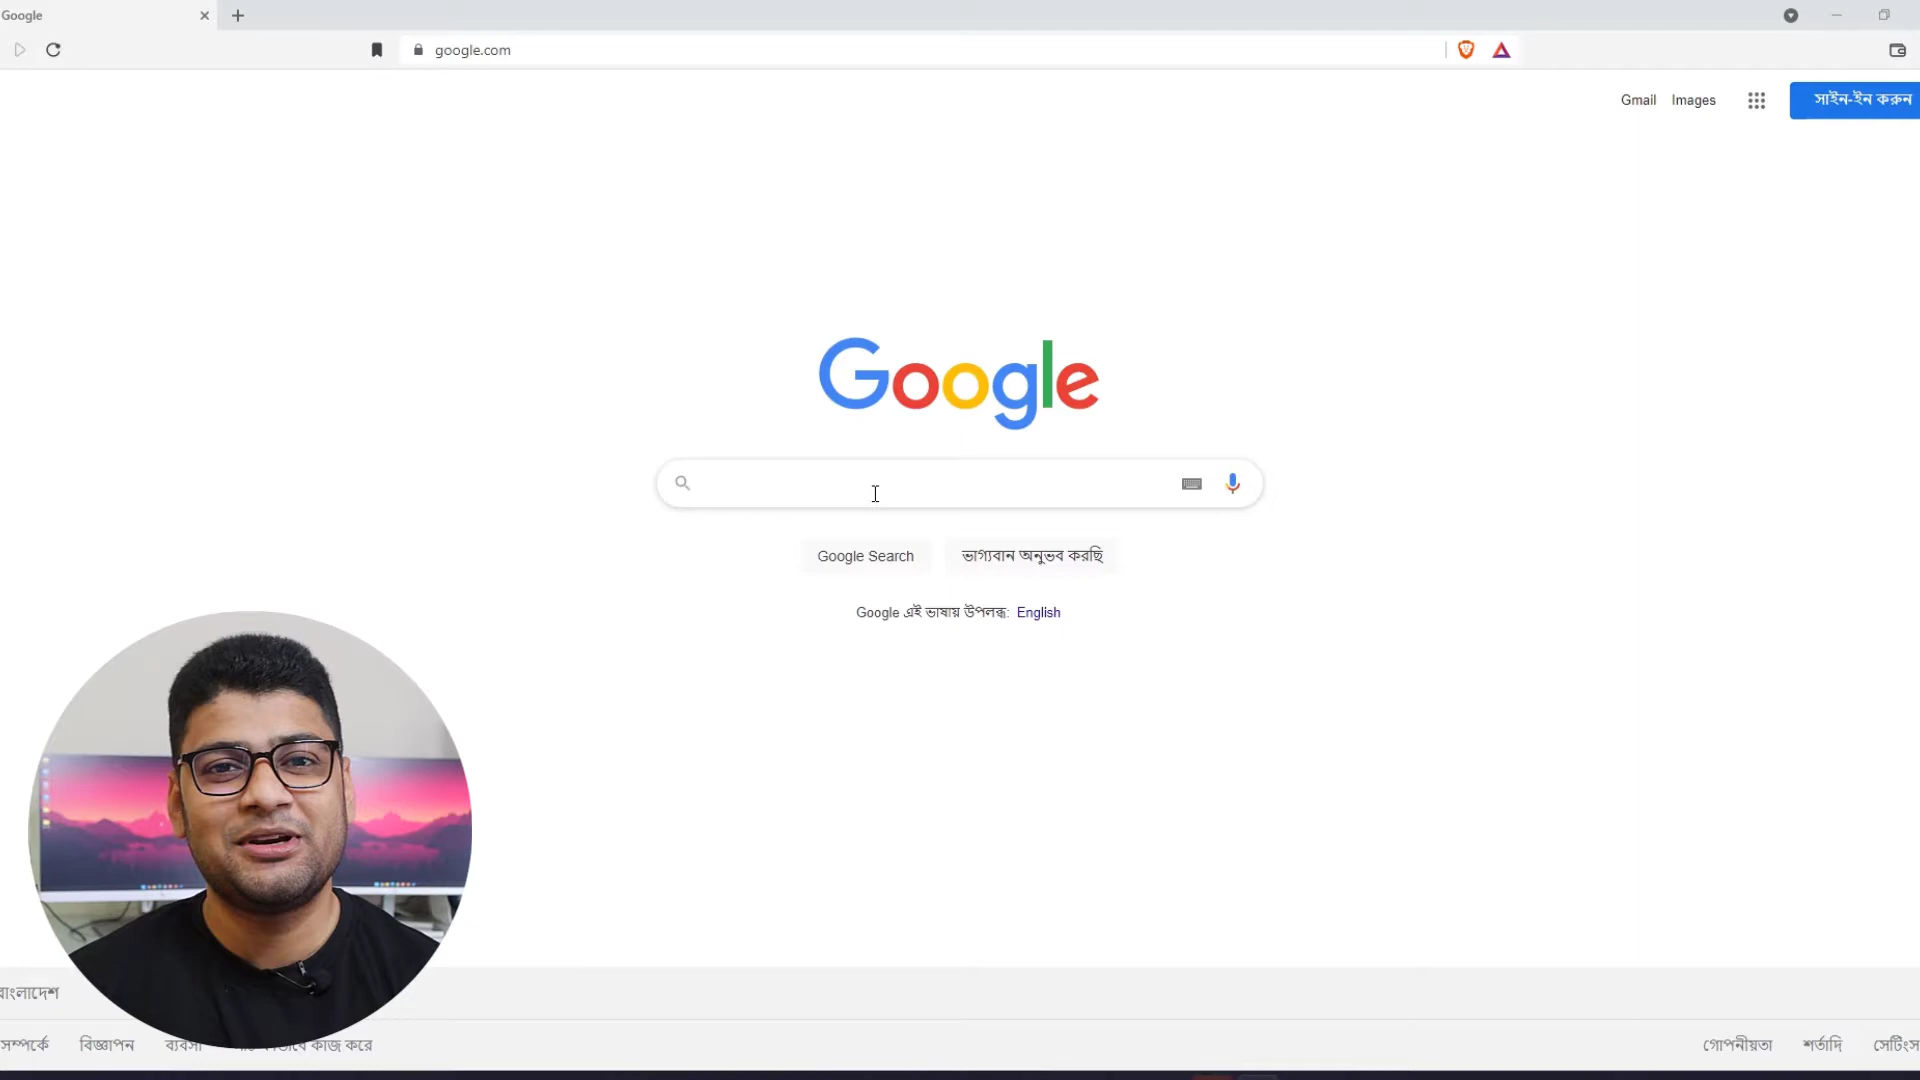 Google
google.com
Gmail Images
সাইন-ইন করুন
Google
Google Search ভাগ্যবান অনুভব করছি
Google এই ভাষায় উপলব্ধ: English
বাংলাদেশ
সম্পর্কে বিজ্ঞাপন ব্যবসা কাজ করে
গোপনীয়তা শর্তাদি সেটিংস